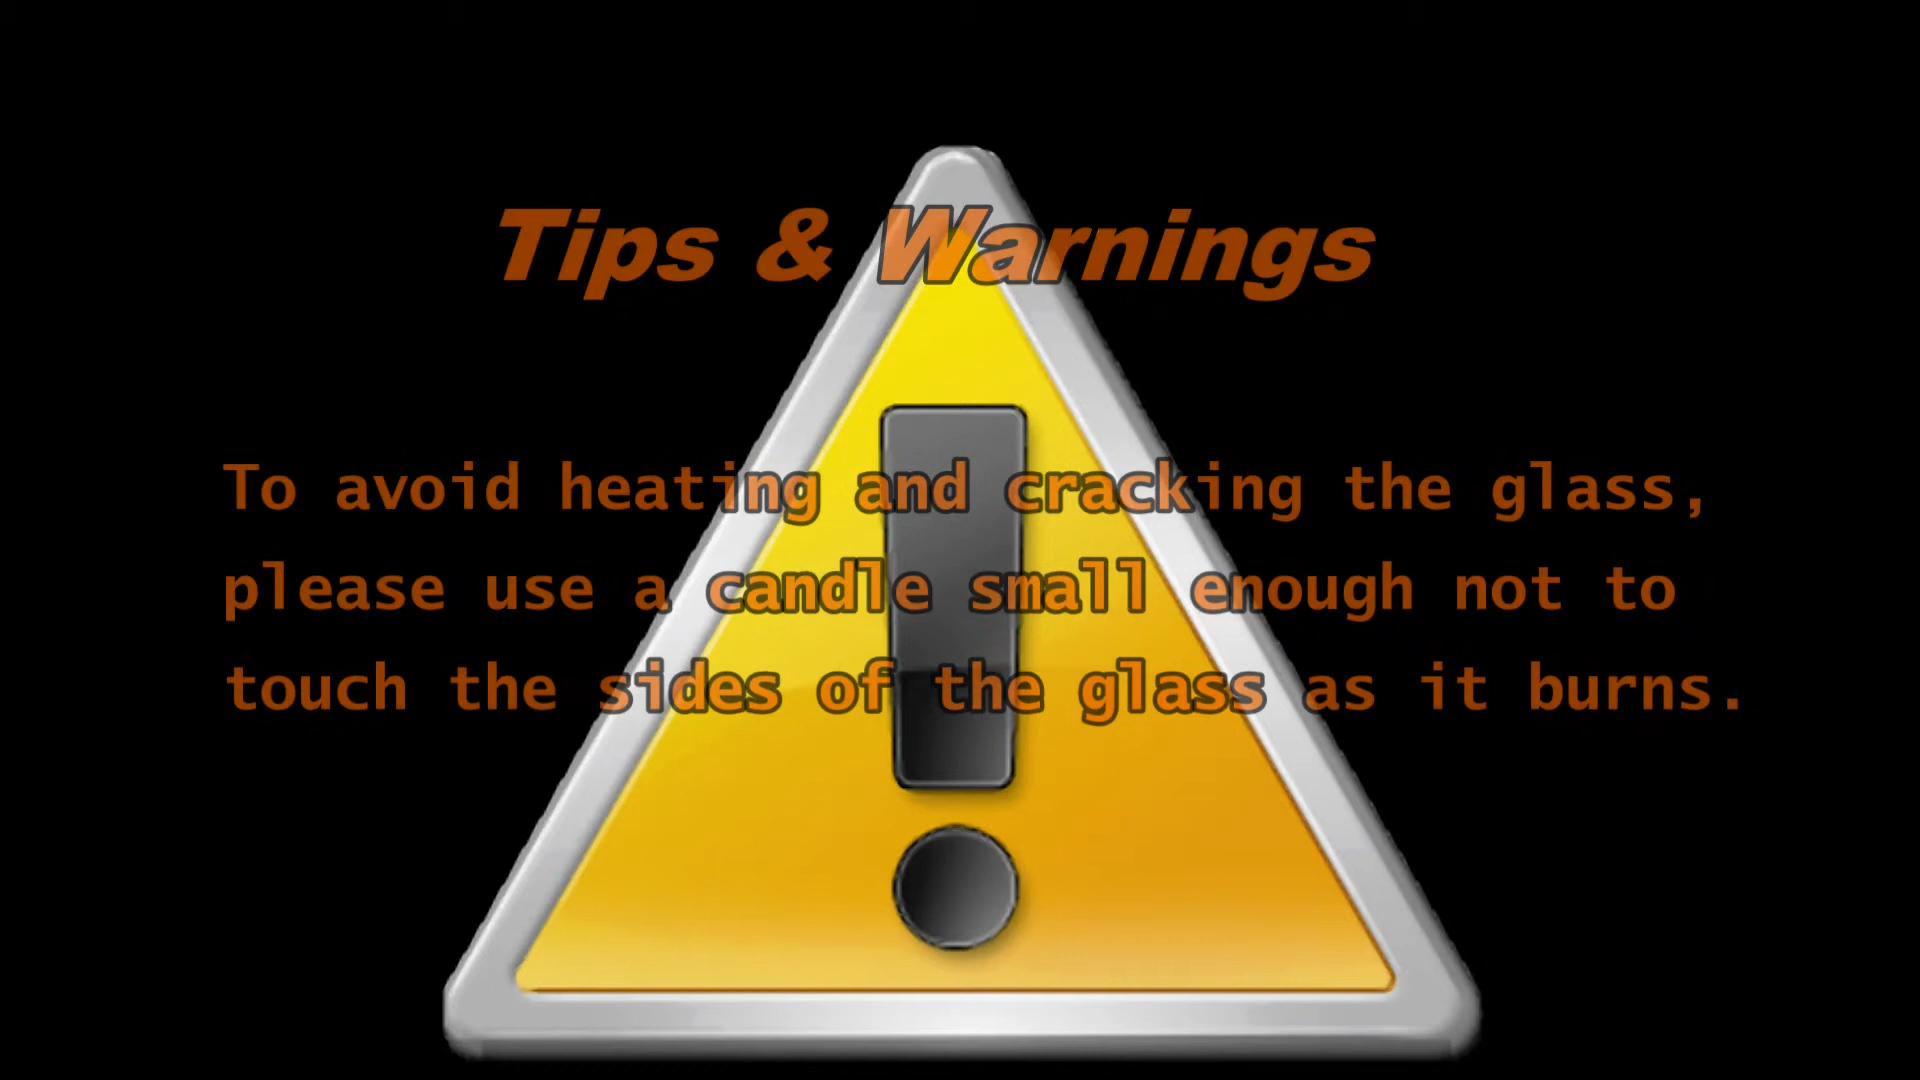 Tips & Warnings
To avoid heating and cracking the glass,
please use a candle small enough not to
touch the sides of the glass as it burns.